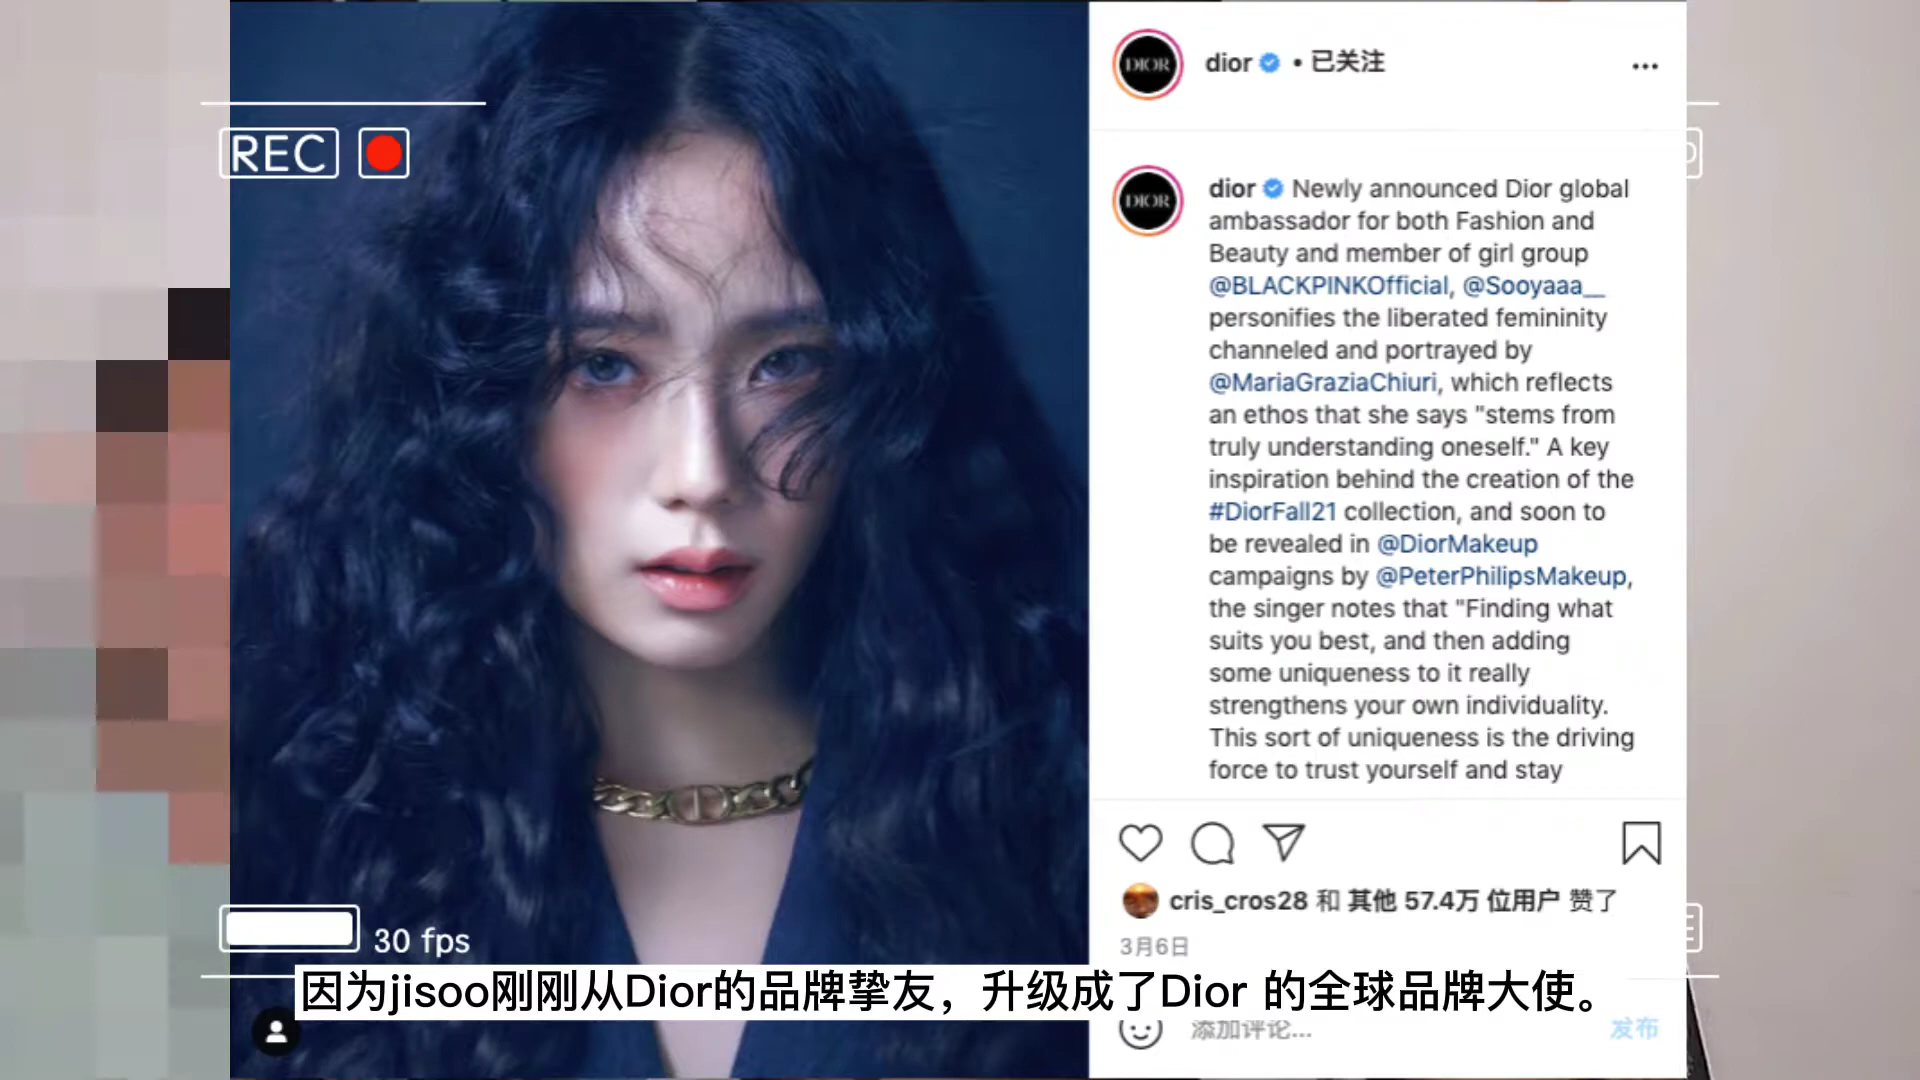 DIOR
dior • 已关注
REC
DIOR
dior Newly announced Dior global
ambassador for both Fashion and
Beauty and member of girl group
@BLACKPINKOfficial, @Sooyaaa__
personifies the liberated femininity
channeled and portrayed by
@MariaGraziaChiuri, which reflects
an ethos that she says "stems from
truly understanding oneself." A key
inspiration behind the creation of the
#DiorFall21 collection, and soon to
be revealed in @DiorMakeup
campaigns by @PeterPhilipsMakeup,
the singer notes that "Finding what
suits you best, and then adding
some uniqueness to it really
strengthens your own individuality.
This sort of uniqueness is the driving
force to trust yourself and stay
cris_cros28 和 其他 57.4万 位用户 赞了
30 fps
3月6日
因为jisoo刚刚从Dior的品牌挚友，升级成了Dior 的全球品牌大使。
添加评论...
发布